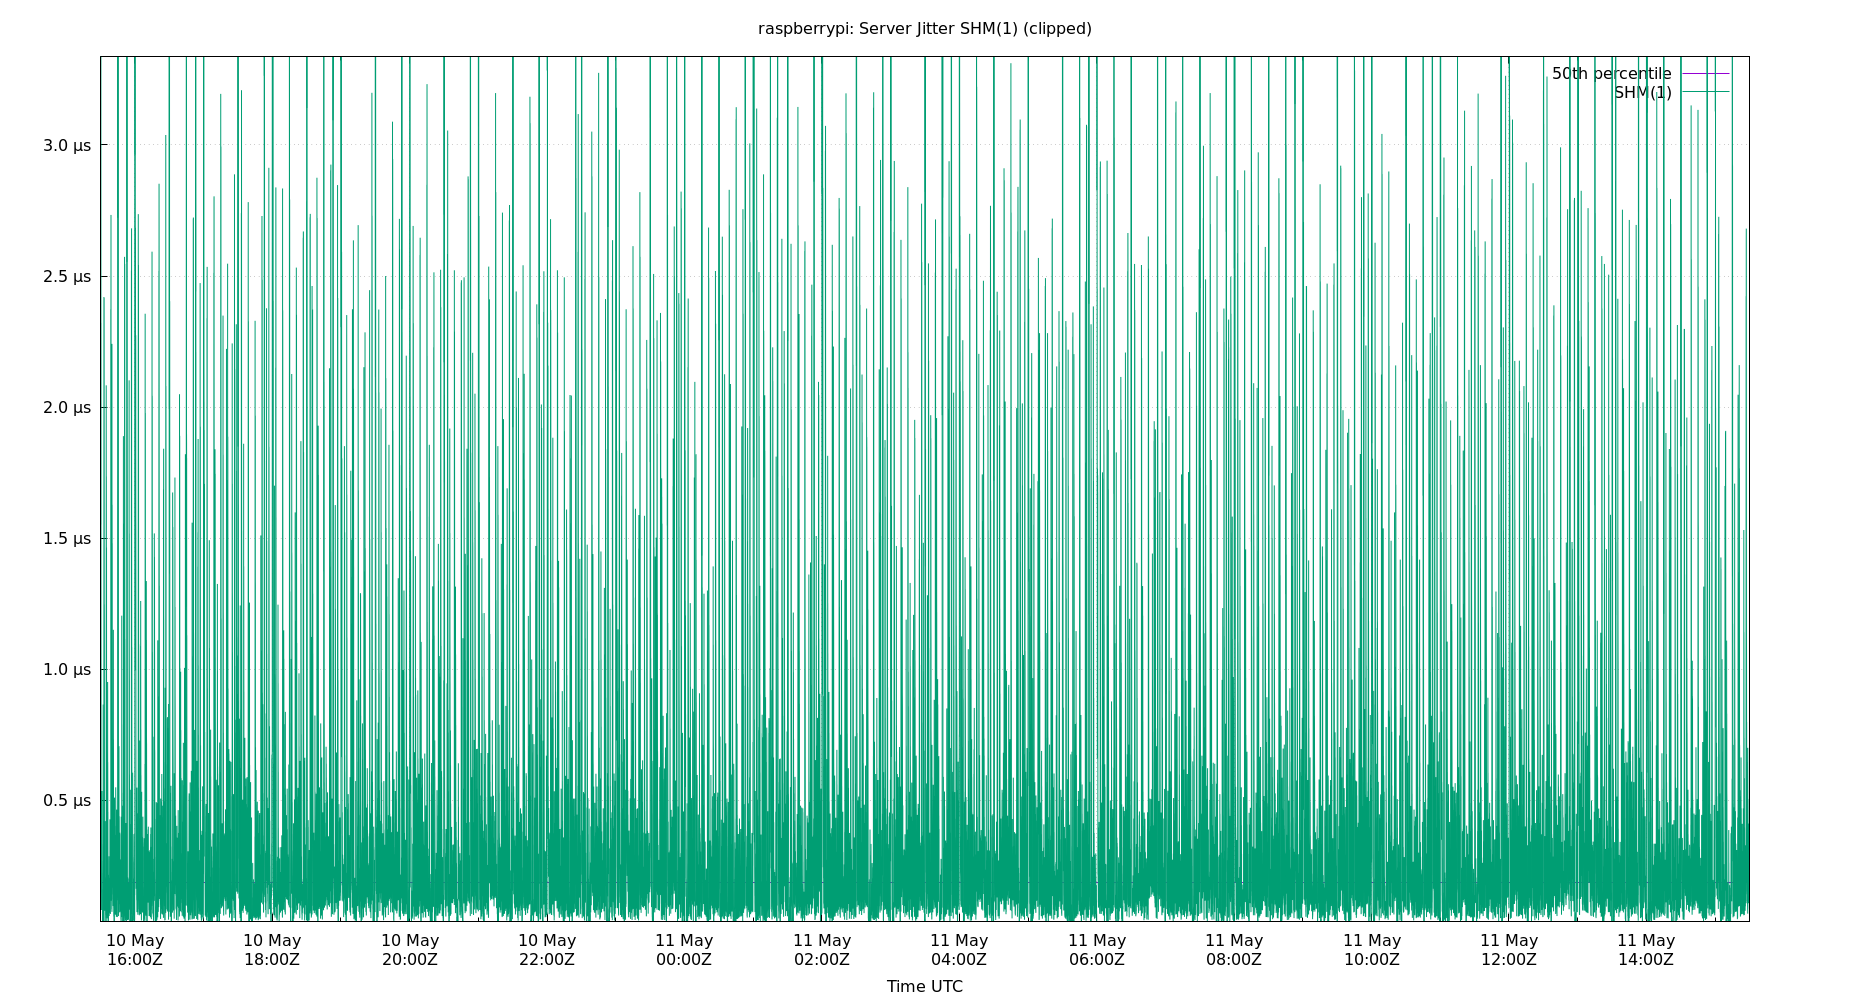 raspberrypi: Server Jitter SHM(1) (clipped)
50th percentile
SHM(1)
3.0 µs
2.5 µs
2.0 µs
1.5 µs
1.0 µs
0.5 µs
10 May 10 May 10 May 10 May 11 May 11 May 11 May 11 May 11 May 11 May 11 May 11 May
16:00Z 18:00Z 20:00Z 22:00Z 00:00Z 02:00Z 04:00Z 06:00Z 08:00Z 10:00Z 12:00Z 14:00Z
Time UTC